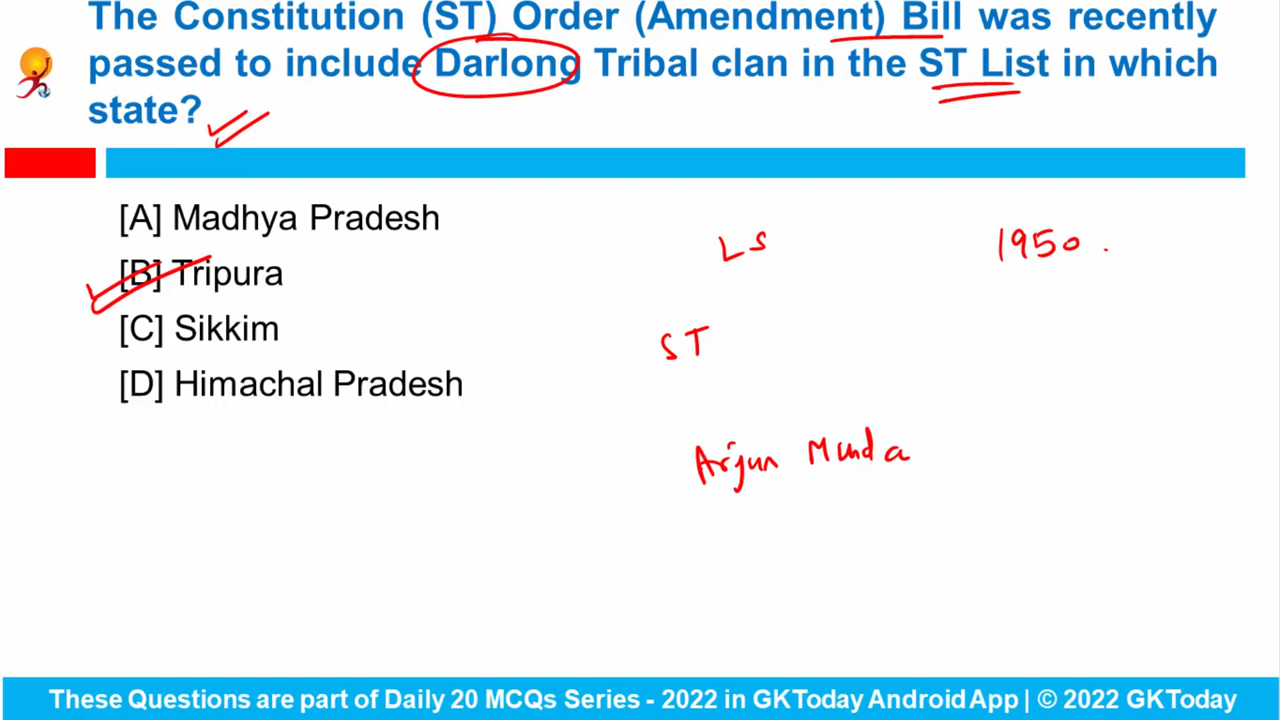 The Constitution (ST) Order (Amendment) Bill was recently
passed to include Darlong Tribal clan in the ST List in which
state?
[A] Madhya Pradesh
[B] Tripura
[C] Sikkim
[D] Himachal Pradesh
LS
1950.
ST
Arjun Munda
These Questions are part of Daily 20 MCQs Series - 2022 in GKToday Android App | © 2022 GKToday